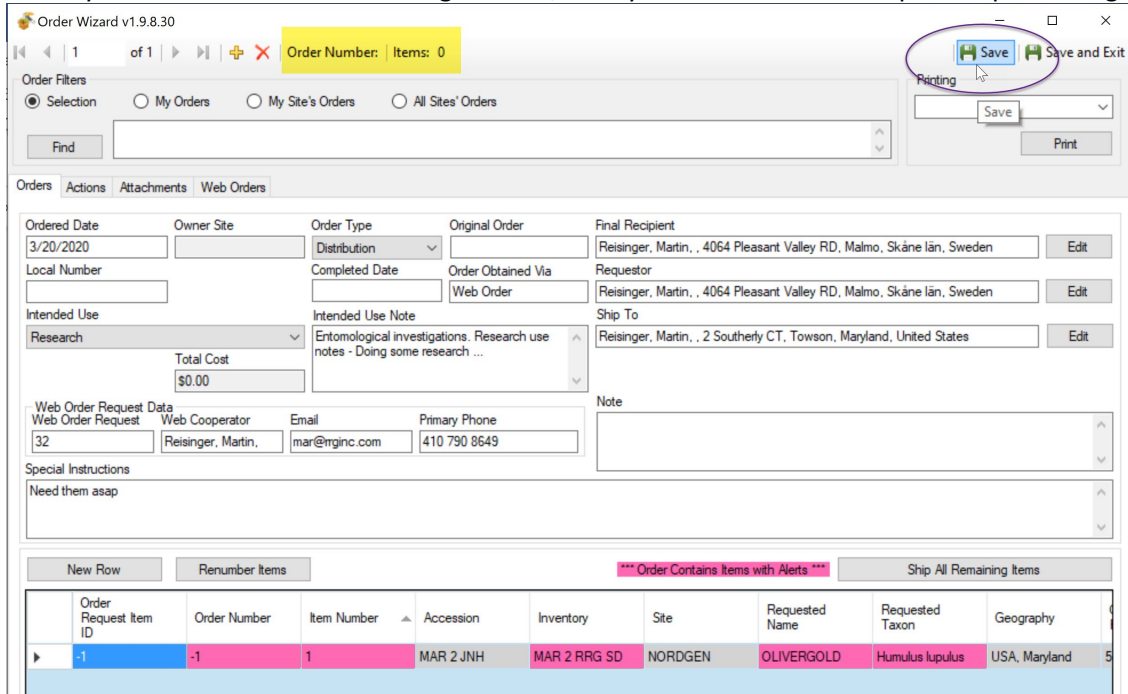 Order Wizard v1.9.8.30
1 of 1 Order Number: Items: 0 Save Save and Exit
Order Filters Printing
Selection My Orders My Site's Orders All Sites' Orders
Save
Find Print
Orders Actions Attachments Web Orders
Ordered Date Owner Site Order Type Original Order Final Recipient
3/20/2020 Distribution Reisinger, Martin, , 4064 Pleasant Valley RD, Malmo, Skåne län, Sweden Edit
Local Number Completed Date Order Obtained Via Requestor
Web Order Reisinger, Martin, , 4064 Pleasant Valley RD, Malmo, Skåne län, Sweden Edit
Intended Use Intended Use Note Ship To
Research Entomological investigations. Research use Reisinger, Martin, , 2 Southerly CT, Towson, Maryland, United States Edit
notes - Doing some research ...
Total Cost
$0.00
Web Order Request Data Note
Web Order Request Web Cooperator Email Primary Phone
32 Reisinger, Martin, mar@rrginc.com 410 790 8649
Special Instructions
Need them asap
New Row Renumber Items *** Order Contains Items with Alerts *** Ship All Remaining Items
Order Request Item ID Order Number Item Number Accession Inventory Site Requested Name Requested Taxon Geography
-1 -1 1 MAR 2 JNH MAR 2 RRG SD NORDGEN OLIVERGOLD Humulus lupulus USA, Maryland 5